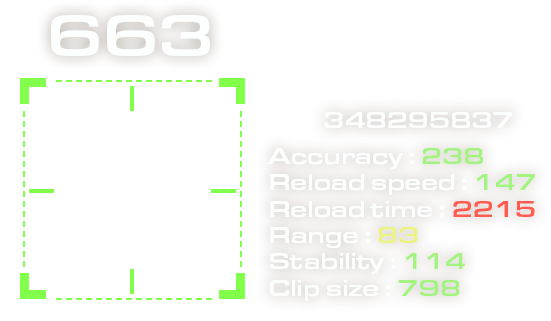 663
348295837
Accuracy : 238
Reload speed : 147
Reload time : 2215
Range : 83
Stability : 114
Clip size : 798